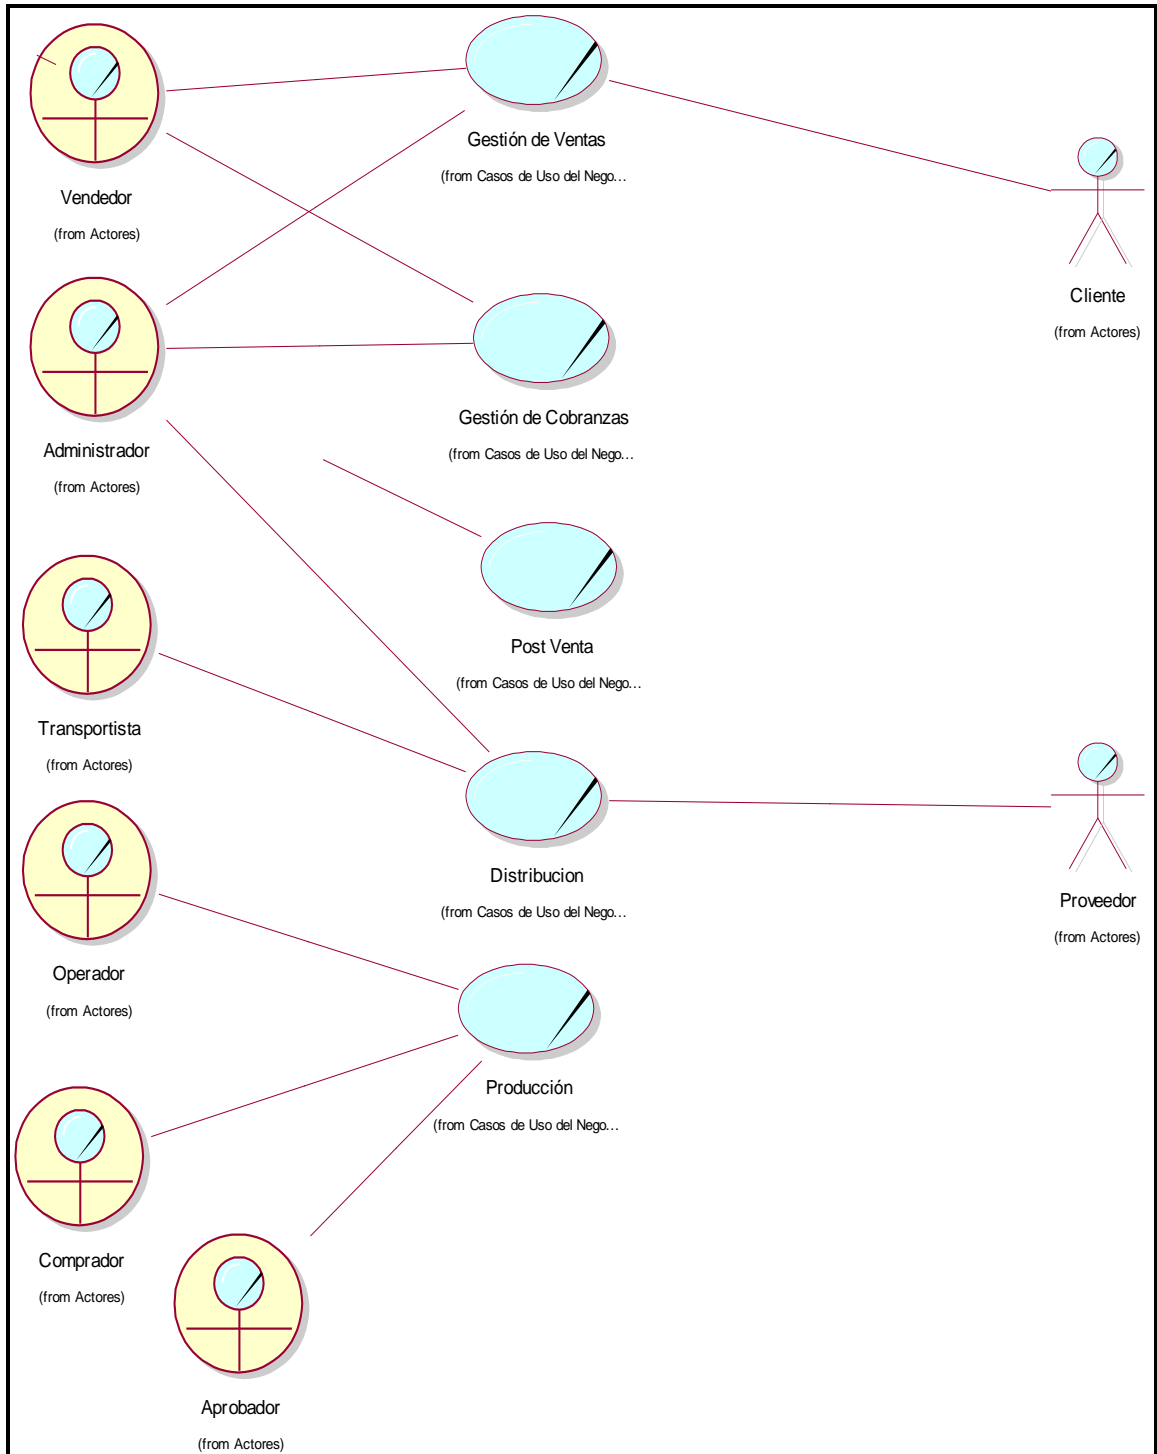 Vendedor
(from Actores)
Gestión de Ventas
(from Casos de Uso del Nego...
Cliente
(from Actores)
Administrador
(from Actores)
Gestión de Cobranzas
(from Casos de Uso del Nego...
Post Venta
(from Casos de Uso del Nego...
Transportista
(from Actores)
Distribucion
(from Casos de Uso del Nego...
Proveedor
(from Actores)
Operador
(from Actores)
Producción
(from Casos de Uso del Nego...
Comprador
(from Actores)
Aprobador
(from Actores)